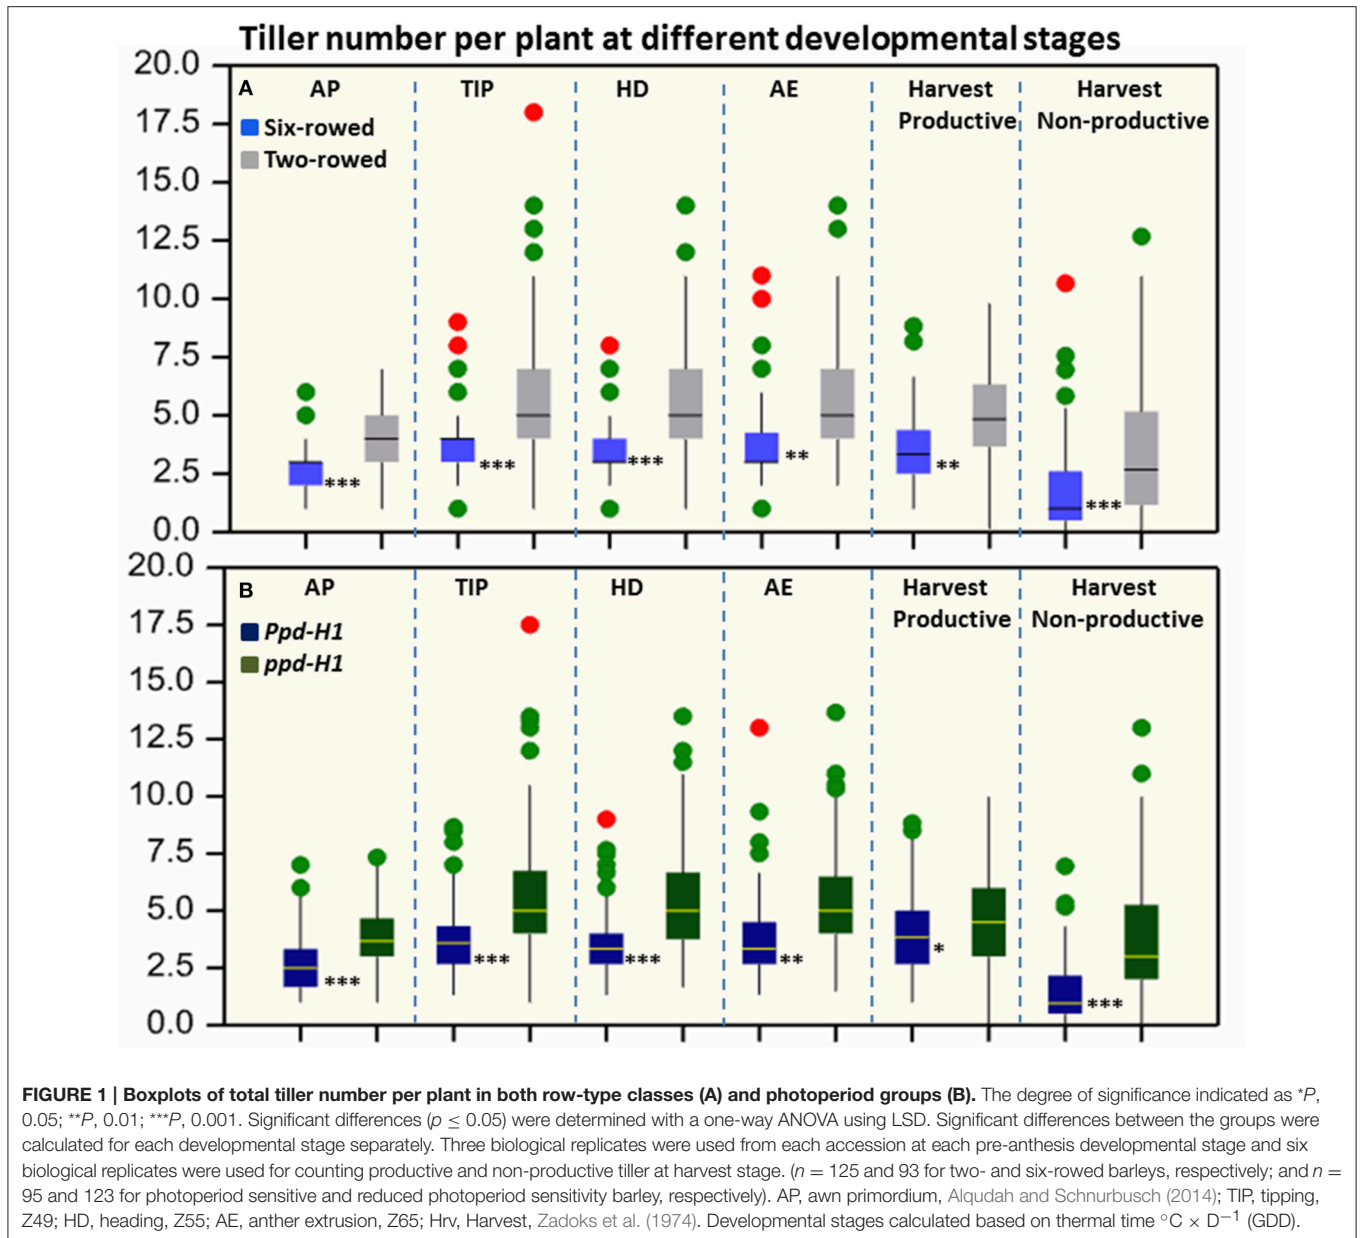 Tiller number per plant at different developmental stages
20.0
17.5
15.0
12.5
10.0
7.5
5.0
2.5
0.0
A
AP
TIP
HD
AE
Harvest
Productive
Harvest
Non-productive
Six-rowed
Two-rowed
***
***
***
**
**
***
20.0
17.5
15.0
12.5
10.0
7.5
5.0
2.5
0.0
B
AP
TIP
HD
AE
Harvest
Productive
Harvest
Non-productive
Ppd-H1
ppd-H1
***
***
***
**
*
***
FIGURE 1 | Boxplots of total tiller number per plant in both row-type classes (A) and photoperiod groups (B). The degree of significance indicated as *P,
0.05; **P, 0.01; ***P, 0.001. Significant differences (p ≤ 0.05) were determined with a one-way ANOVA using LSD. Significant differences between the groups were
calculated for each developmental stage separately. Three biological replicates were used from each accession at each pre-anthesis developmental stage and six
biological replicates were used for counting productive and non-productive tiller at harvest stage. (n = 125 and 93 for two- and six-rowed barleys, respectively; and n =
95 and 123 for photoperiod sensitive and reduced photoperiod sensitivity barley, respectively). AP, awn primordium, Alqudah and Schnurbusch (2014); TIP, tipping,
Z49; HD, heading, Z55; AE, anther extrusion, Z65; Hrv, Harvest, Zadoks et al. (1974). Developmental stages calculated based on thermal time °C × D−1 (GDD).